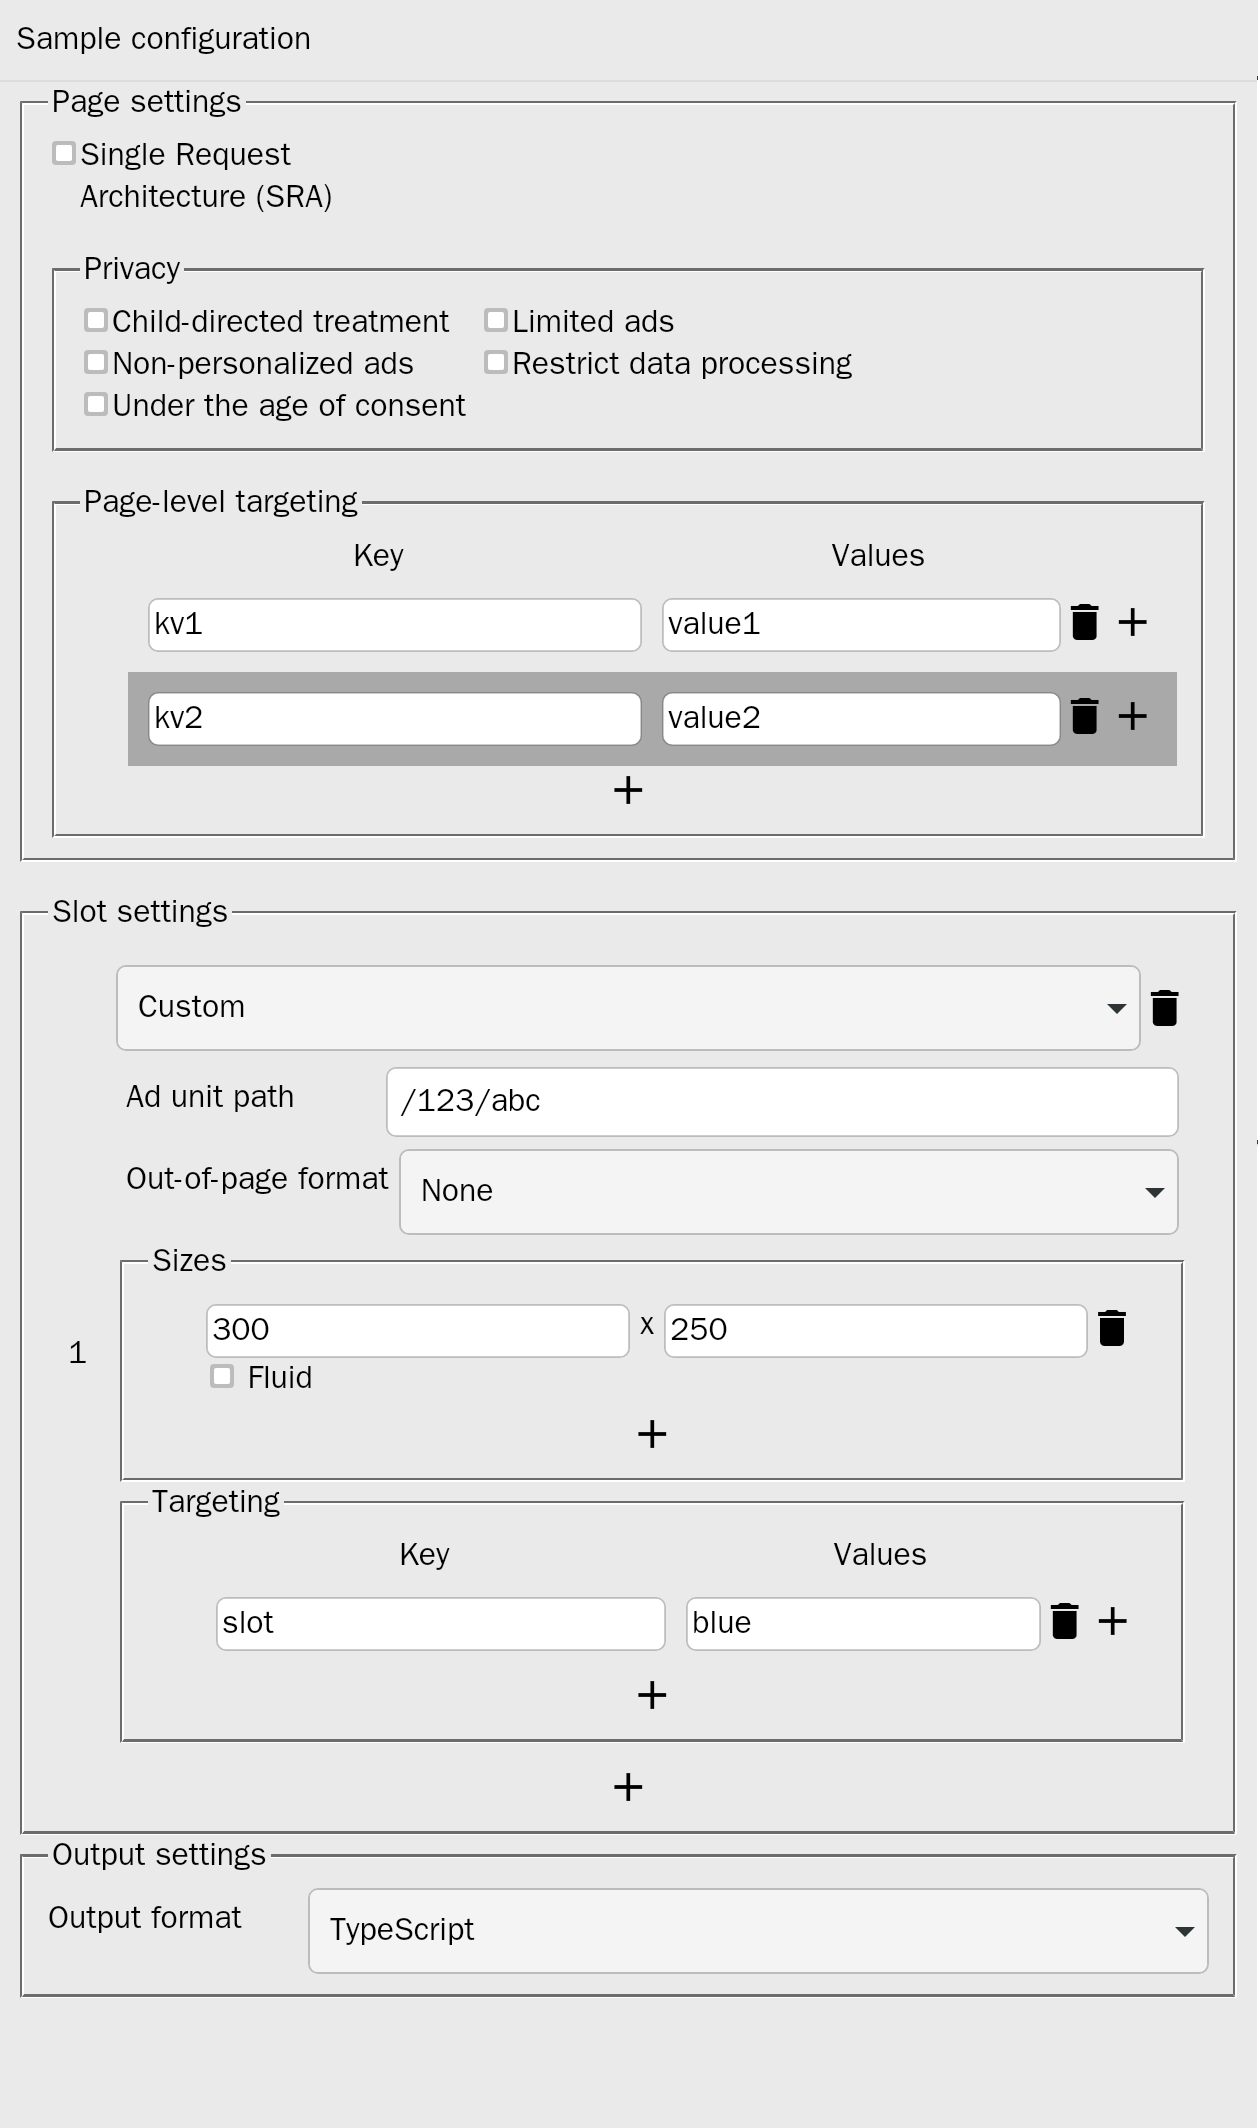 Sample configuration
Page settings
Single Request
Architecture (SRA)
Privacy
Child-directed treatment Limited ads
Non-personalized ads Restrict data processing
Under the age of consent
Page-level targeting
Key Values
kv1 value1
kv2 value2
Slot settings
Custom
Ad unit path /123/abc
Out-of-page format None
Sizes
300 x 250
1
Fluid
Targeting
Key Values
slot blue
Output settings
Output format TypeScript